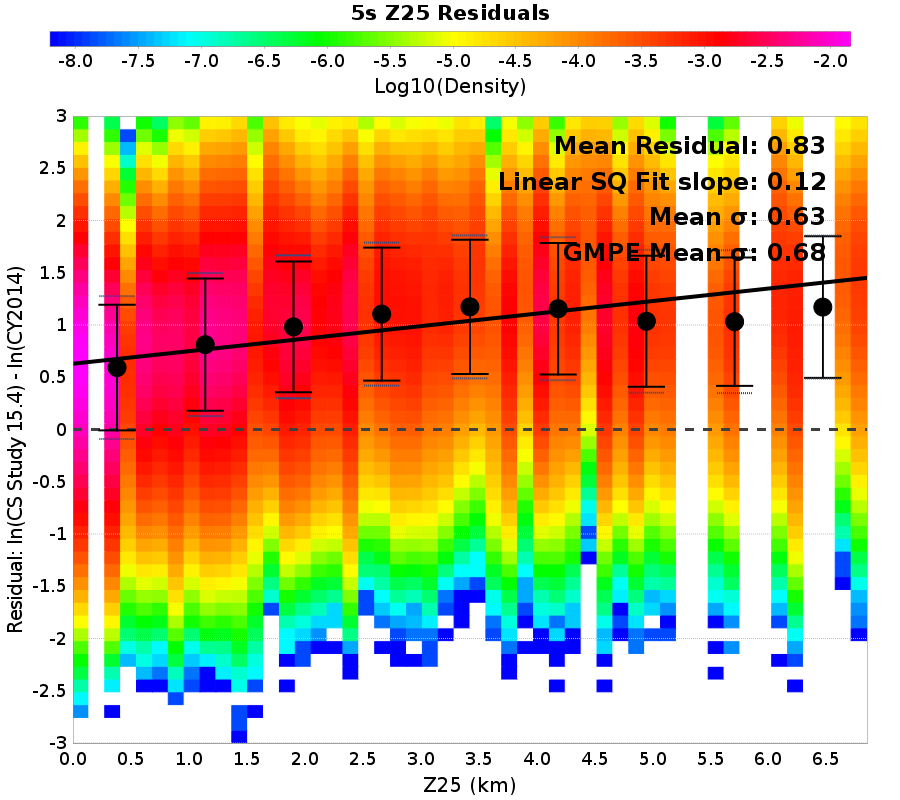 5s Z25 Residuals
-8.0 -7.5 -7.0 -6.5 -6.0 -5.5 -5.0 -4.5 -4.0 -3.5 -3.0 -2.5 -2.0
Log10(Density)
Mean Residual: 0.83
Linear SQ Fit slope: 0.12
Mean σ: 0.63
GMPE Mean σ: 0.68
3
2.5
2
1.5
1
0.5
0
-0.5
-1
-1.5
-2
-2.5
-3
Residual: ln(CS Study 15.4) - ln(CY2014)
0.0 0.5 1.0 1.5 2.0 2.5 3.0 3.5 4.0 4.5 5.0 5.5 6.0 6.5
Z25 (km)